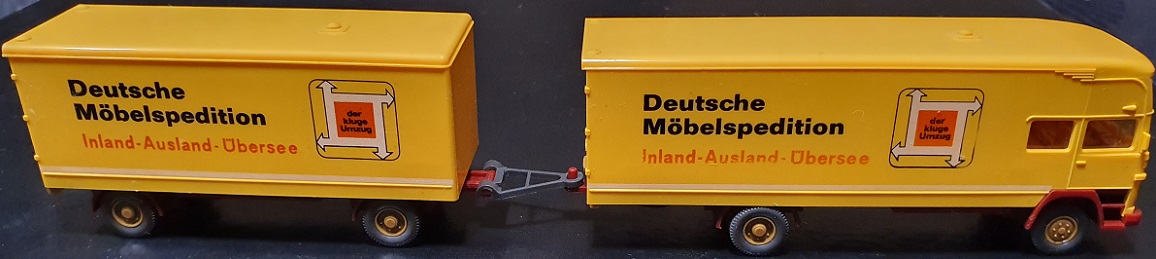 Deutsche
Möbelspedition
Inland-Ausland-Übersee
der
kluge
Umzug
Deutsche
Möbelspedition
Inland-Ausland-Übersee
der
kluge
Umzug